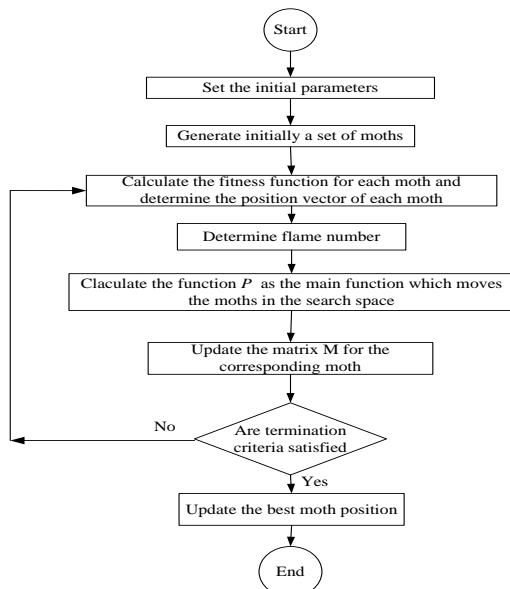 Start
Set the initial parameters
Generate initially a set of moths
Calculate the fitness function for each moth and
determine the position vector of each moth
Determine flame number
Claculate the function P as the main function which moves
the moths in the search space
Update the matrix M for the
corresponding moth
Are termination
criteria satisfied
No
Yes
Update the best moth position
End